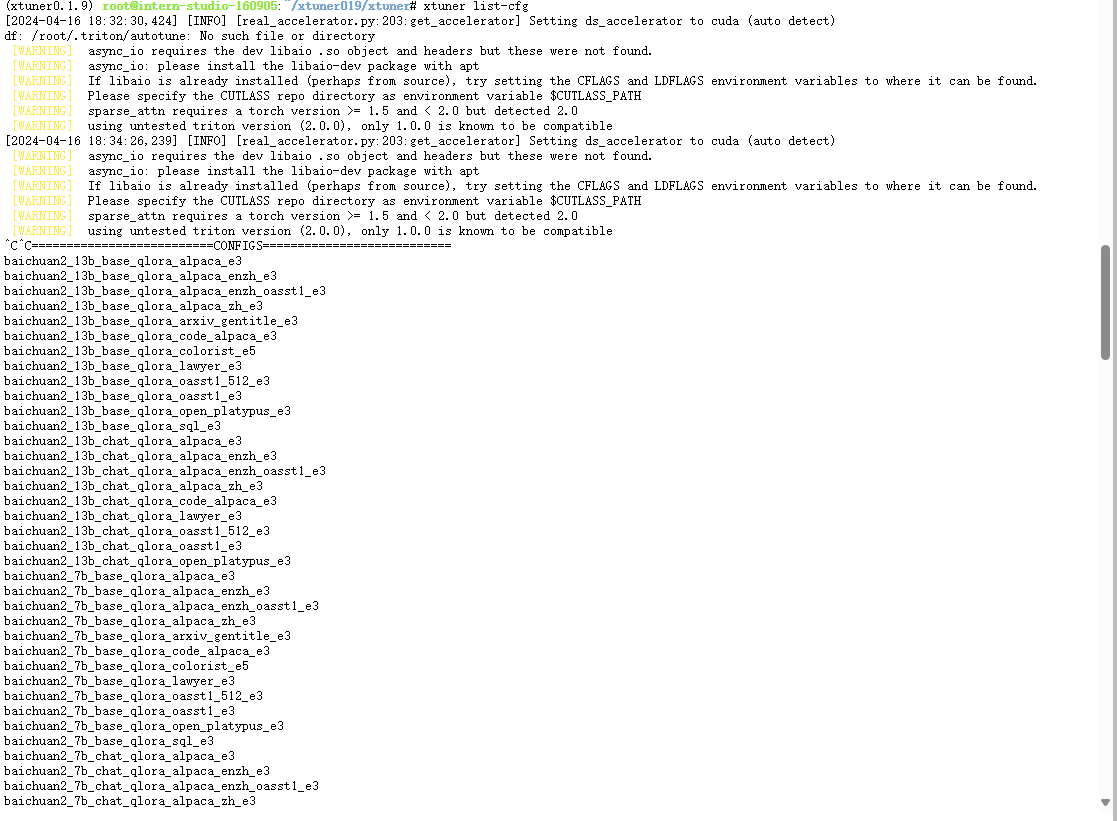 (xtuner0.1.9) root@intern-studio-160905:~/xtuner019/xtuner# xtuner list-cfg
[2024-04-16 18:32:30,424] [INFO] [real_accelerator.py:203:get_accelerator] Setting ds_accelerator to cuda (auto detect)
df: /root/.triton/autotune: No such file or directory
[WARNING] async_io requires the dev libaio .so object and headers but these were not found.
[WARNING] async_io: please install the libaio-dev package with apt
[WARNING] If libaio is already installed (perhaps from source), try setting the CFLAGS and LDFLAGS environment variables to where it can be found.
[WARNING] Please specify the CUTLASS repo directory as environment variable $CUTLASS_PATH
[WARNING] sparse_attn requires a torch version >= 1.5 and < 2.0 but detected 2.0
[WARNING] using untested triton version (2.0.0), only 1.0.0 is known to be compatible
[2024-04-16 18:34:26,239] [INFO] [real_accelerator.py:203:get_accelerator] Setting ds_accelerator to cuda (auto detect)
[WARNING] async_io requires the dev libaio .so object and headers but these were not found.
[WARNING] async_io: please install the libaio-dev package with apt
[WARNING] If libaio is already installed (perhaps from source), try setting the CFLAGS and LDFLAGS environment variables to where it can be found.
[WARNING] Please specify the CUTLASS repo directory as environment variable $CUTLASS_PATH
[WARNING] sparse_attn requires a torch version >= 1.5 and < 2.0 but detected 2.0
[WARNING] using untested triton version (2.0.0), only 1.0.0 is known to be compatible
^C^C==========================CONFIGS===========================
baichuan2_13b_base_qlora_alpaca_e3
baichuan2_13b_base_qlora_alpaca_enzh_e3
baichuan2_13b_base_qlora_alpaca_enzh_oasst1_e3
baichuan2_13b_base_qlora_alpaca_zh_e3
baichuan2_13b_base_qlora_arxiv_gentitle_e3
baichuan2_13b_base_qlora_code_alpaca_e3
baichuan2_13b_base_qlora_colorist_e5
baichuan2_13b_base_qlora_lawyer_e3
baichuan2_13b_base_qlora_oasst1_512_e3
baichuan2_13b_base_qlora_oasst1_e3
baichuan2_13b_base_qlora_open_platypus_e3
baichuan2_13b_base_qlora_sql_e3
baichuan2_13b_chat_qlora_alpaca_e3
baichuan2_13b_chat_qlora_alpaca_enzh_e3
baichuan2_13b_chat_qlora_alpaca_enzh_oasst1_e3
baichuan2_13b_chat_qlora_alpaca_zh_e3
baichuan2_13b_chat_qlora_code_alpaca_e3
baichuan2_13b_chat_qlora_lawyer_e3
baichuan2_13b_chat_qlora_oasst1_512_e3
baichuan2_13b_chat_qlora_oasst1_e3
baichuan2_13b_chat_qlora_open_platypus_e3
baichuan2_7b_base_qlora_alpaca_e3
baichuan2_7b_base_qlora_alpaca_enzh_e3
baichuan2_7b_base_qlora_alpaca_enzh_oasst1_e3
baichuan2_7b_base_qlora_alpaca_zh_e3
baichuan2_7b_base_qlora_arxiv_gentitle_e3
baichuan2_7b_base_qlora_code_alpaca_e3
baichuan2_7b_base_qlora_colorist_e5
baichuan2_7b_base_qlora_lawyer_e3
baichuan2_7b_base_qlora_oasst1_512_e3
baichuan2_7b_base_qlora_oasst1_e3
baichuan2_7b_base_qlora_open_platypus_e3
baichuan2_7b_base_qlora_sql_e3
baichuan2_7b_chat_qlora_alpaca_e3
baichuan2_7b_chat_qlora_alpaca_enzh_e3
baichuan2_7b_chat_qlora_alpaca_enzh_oasst1_e3
baichuan2_7b_chat_qlora_alpaca_zh_e3